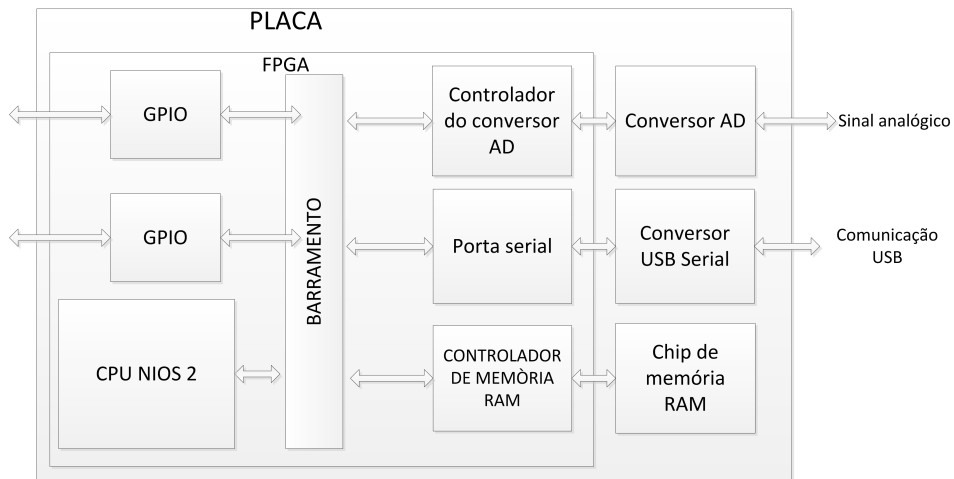 PLACA
FPGA
GPIO
Controlador
do conversor
AD
Conversor AD
Sinal analógico
GPIO
BARRAMENTO
Porta serial
Conversor
USB Serial
Comunicação
USB
CPU NIOS 2
CONTROLADOR
DE MEMÒRIA
RAM
Chip de
memória
RAM